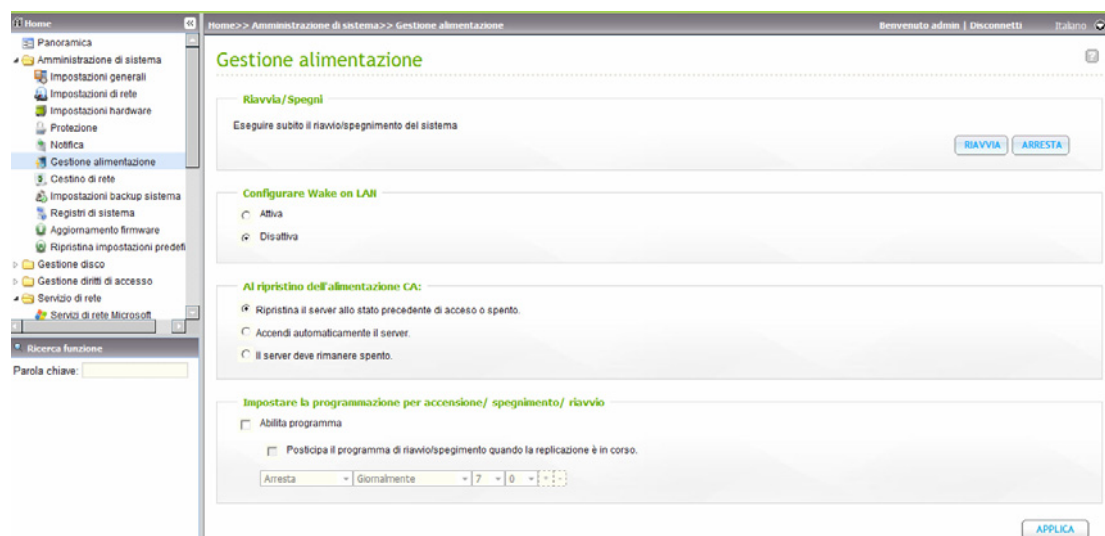 Home
Home>> Amministrazione di sistema>> Gestione alimentazione
Benvenuto admin | Disconnetti
Italiano
Panoramica
Amministrazione di sistema
Impostazioni generali
Impostazioni di rete
Impostazioni hardware
Protezione
Notifica
Gestione alimentazione
Cestino di rete
Impostazioni backup sistema
Registri di sistema
Aggiornamento firmware
Ripristina impostazioni predefi
Gestione disco
Gestione diritti di accesso
Servizio di rete
Servizi di rete Microsoft
Ricerca funzione
Parola chiave:
Gestione alimentazione
Riavvia/Spegni
Eseguire subito il riavvio/spegnimento del sistema
RIAVVIA
ARRESTA
Configurare Wake on LAN
Attiva
Disattiva
Al ripristino dell'alimentazione CA:
Ripristina il server allo stato precedente di acceso o spento.
Accendi automaticamente il server.
Il server deve rimanere spento.
Impostare la programmazione per accensione/ spegnimento/ riavvio
Abilita programma
Posticipa il programma di riavvio/spegimento quando la replicazione è in corso.
Arresta Giornalmente 7 0 + -
APPLICA